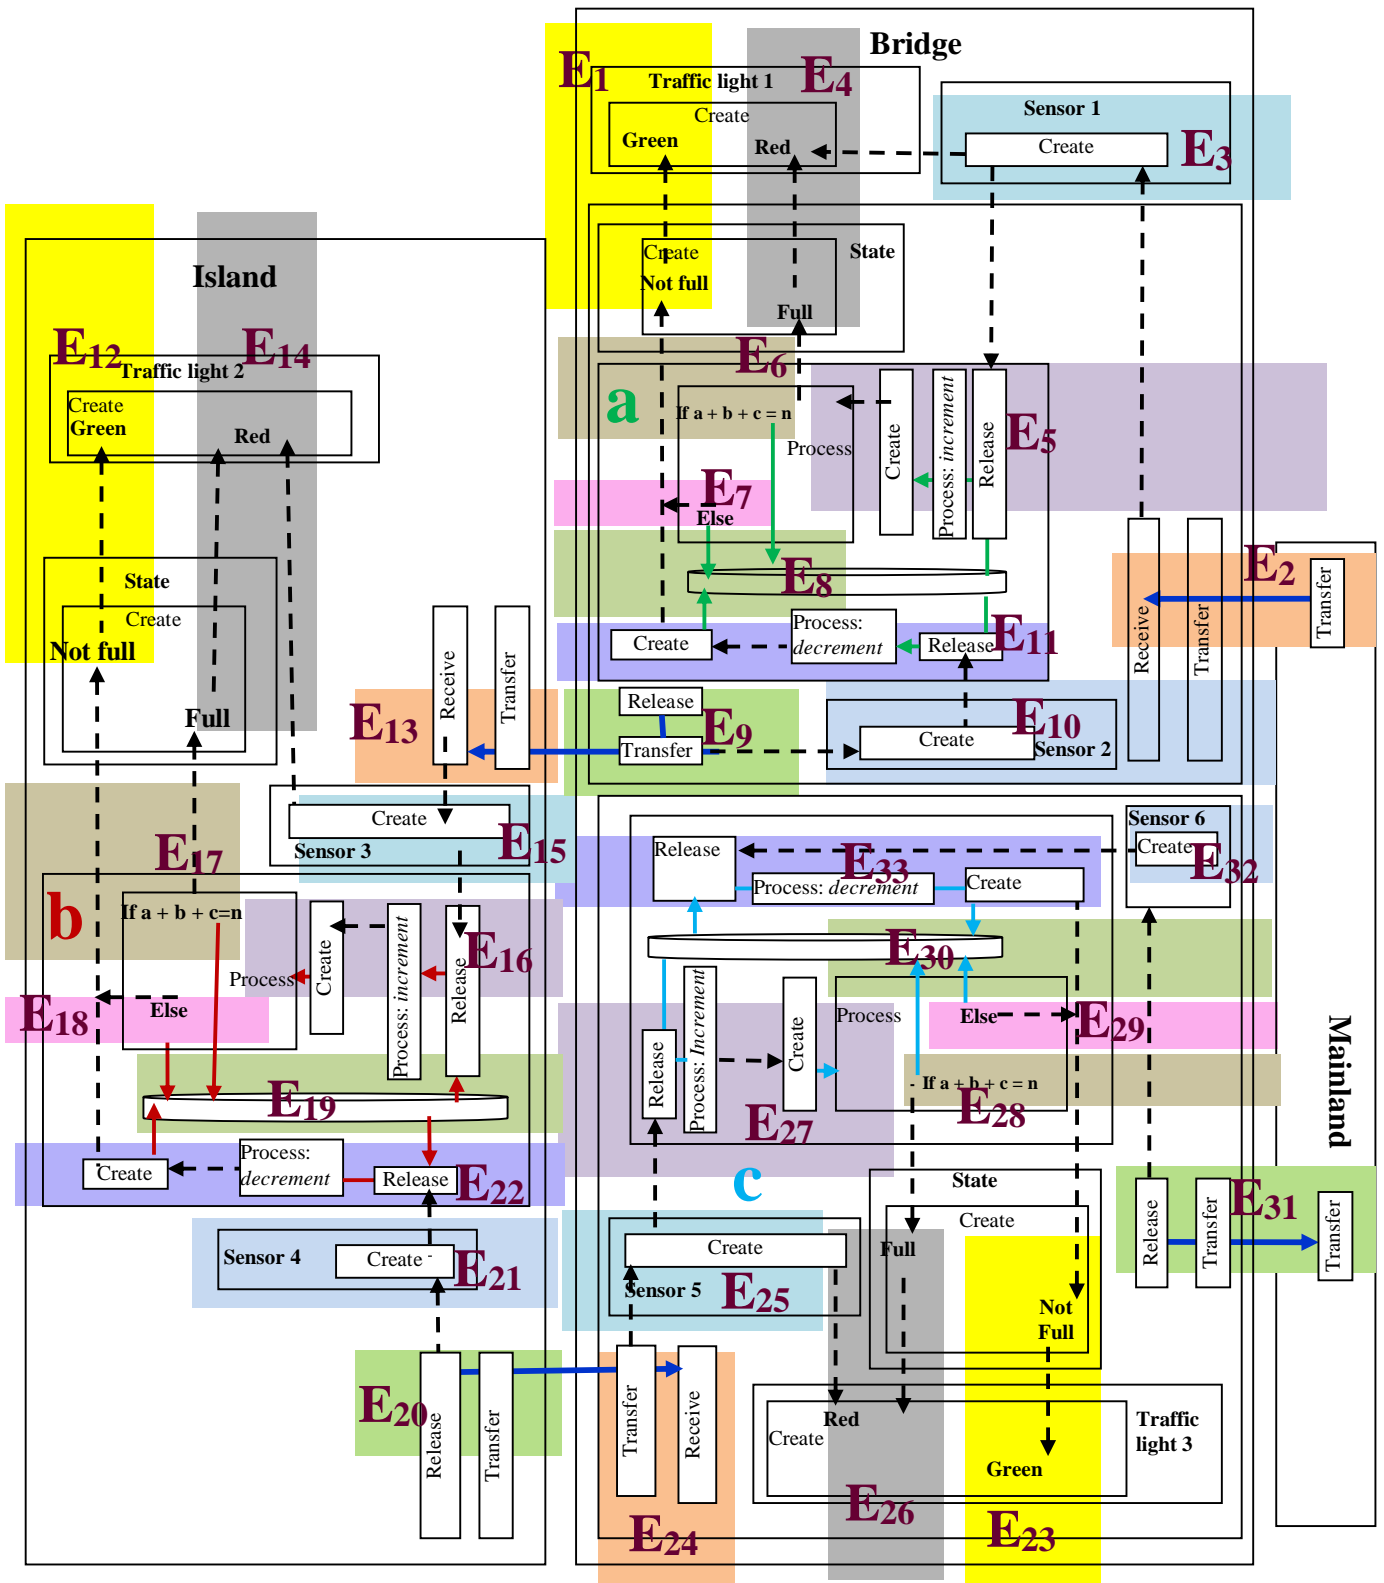 Bridge
E1
Traffic light 1
E4
Create
Green
Red
Sensor 1
Create
E3
Create
State
Not full
Full
Island
E12
E14
Traffic light 2
Create
Green
Red
E6
a
If a + b + c = n
Process
Create
Process: increment
Release
E5
E7
Else
E8
Process:
decrement
Create
Release
E11
E2
Receive
Transfer
Transfer
State
Create
Not full
Full
Receive
Transfer
E13
Release
Transfer
E9
E10
Create
Sensor 2
Create
Sensor 3
E15
E17
b
If a + b + c=n
Process
Create
Process: increment
Release
E16
E18
Else
E19
Process:
decrement
Create
Release
E22
Sensor 4
Create -
E21
E20
Release
Transfer
Sensor 6
Create
E32
Release
E33
Process: decrement
Create
E30
Process
Else
E29
Release
Process: Increment
Create
- If a + b + c = n
E28
E27
c
Mainland
State
Create
Full
Not
Full
Release
Transfer
E31
Transfer
Create
Sensor 5
E25
Transfer
Receive
E24
Red
Create
Traffic
light 3
Green
E26
E23